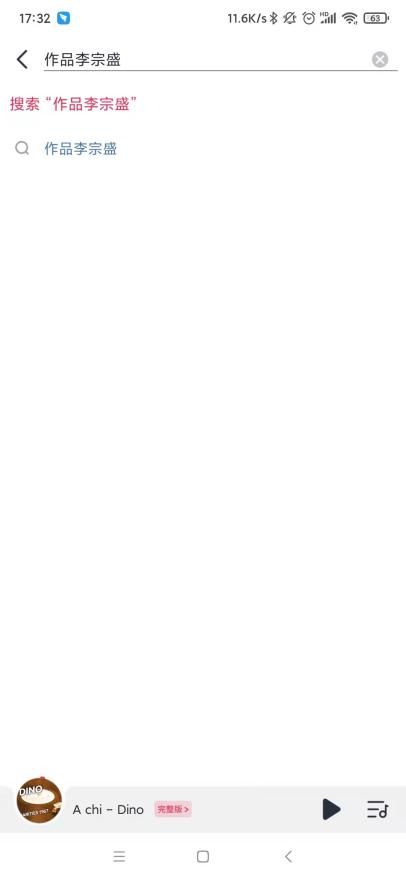 17:32 11.6K/s HD 63
作品李宗盛
搜索 “作品李宗盛”
作品李宗盛
DINO
A chi - Dino 完整版>